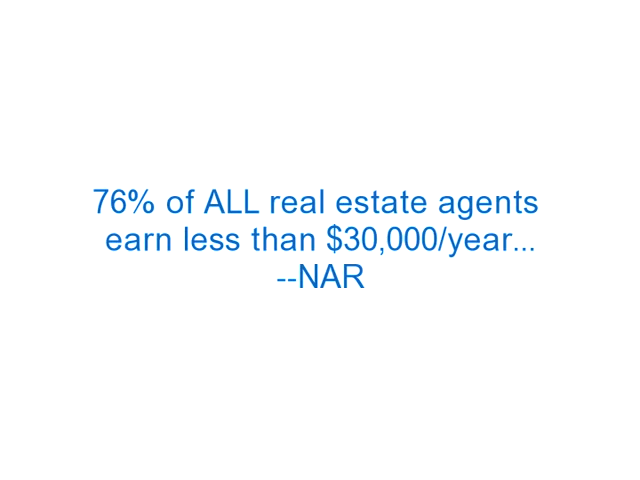 76% of ALL real estate agents
earn less than $30,000/year...
--NAR